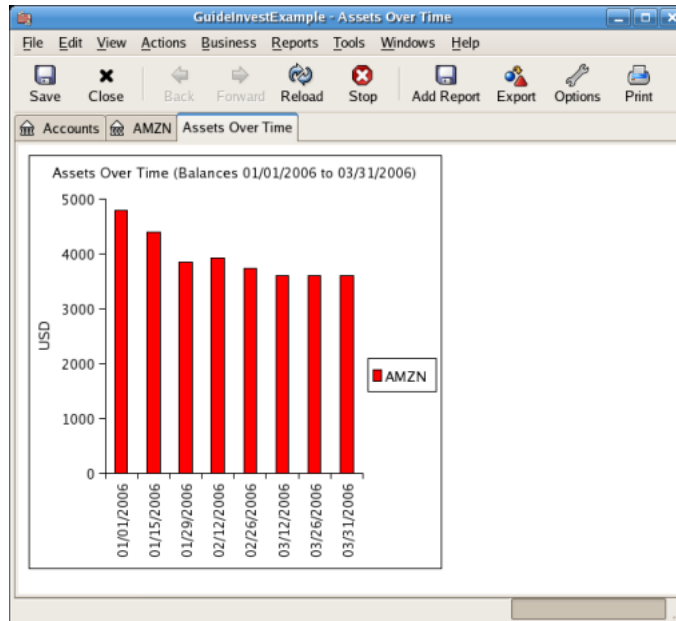 GuideInvestExample - Assets Over Time
File Edit View Actions Business Reports Tools Windows Help
Save Close Back Forward Reload Stop Add Report Export Options Print
Accounts AMZN Assets Over Time
Assets Over Time (Balances 01/01/2006 to 03/31/2006)
5000
4000
3000
2000
1000
0
USD
AMZN
01/01/2006
01/15/2006
01/29/2006
02/12/2006
02/26/2006
03/12/2006
03/26/2006
03/31/2006